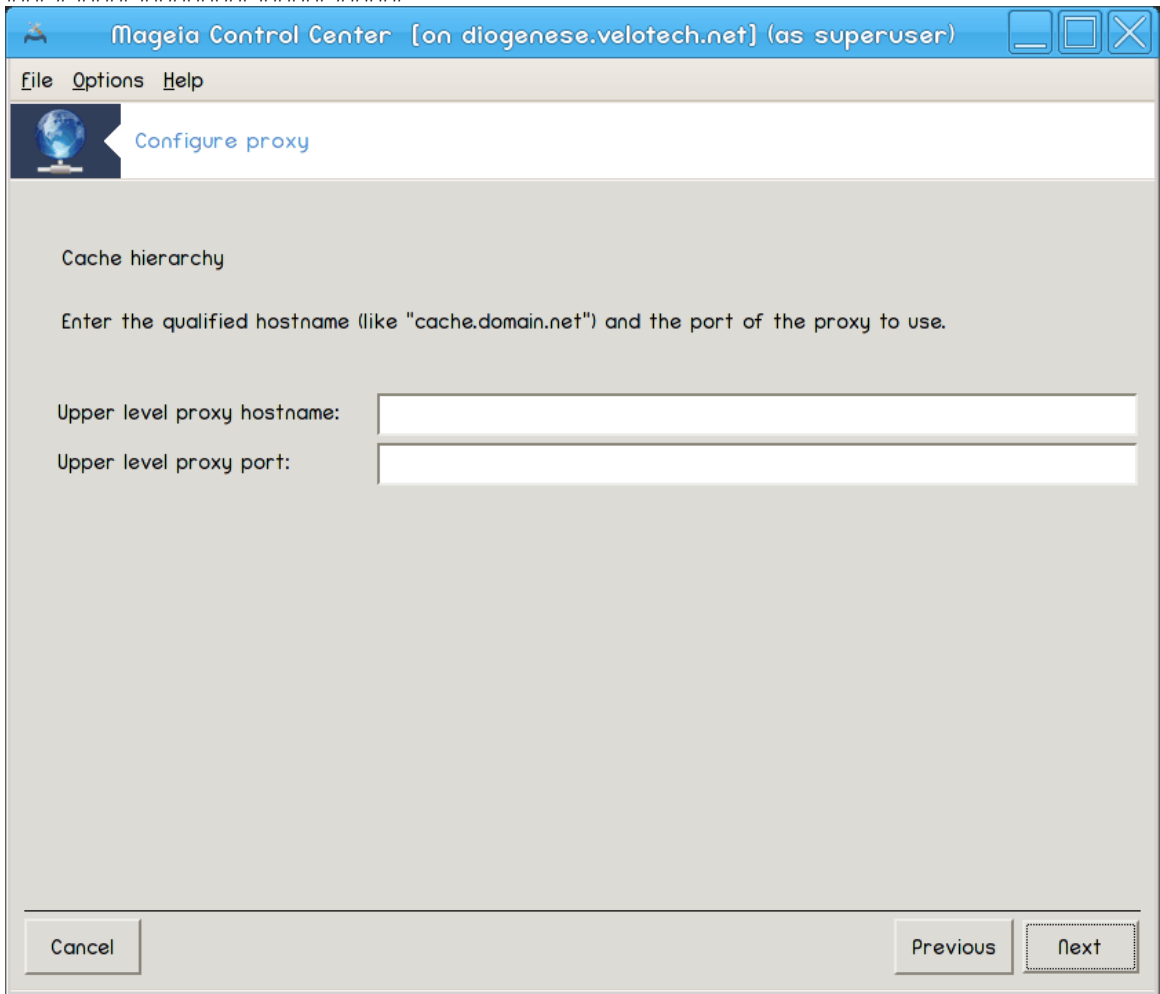 Mageia Control Center [on diogenese.velotech.net] (as superuser)
File Options Help
Configure proxy
Cache hierarchy
Enter the qualified hostname (like "cache.domain.net") and the port of the proxy to use.
Upper level proxy hostname:
Upper level proxy port:
Cancel Previous Next